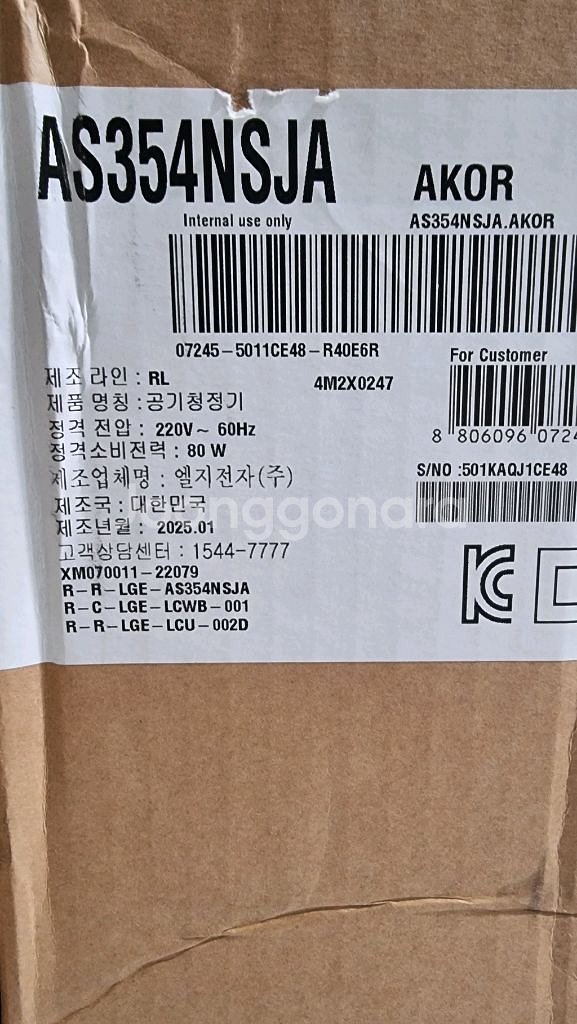 AS354NSJA
AKOR
Internal use only
AS354NSJA.AKOR
07245-5011CE48-R40E6R
제조 라인 : RL
4M2X0247
For Customer
제품 명칭 : 공기청정기
정격 전압 : 220V~ 60Hz
8 806096 0724
정격소비전력 : 80 W
제조업체명 : 엘지전자(주)
S/NO :501KAQJ1CE48
제조국 : 대한민국
제조년월 : 2025.01
고객상담센터 : 1544-7777
XM070011-22079
R-R-LGE-AS354NSJA
R-C-LGE-LCWB-001
R-R-LGE-LCU-002D